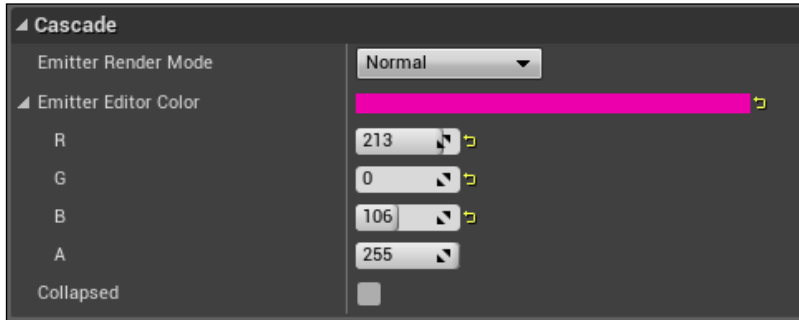 Cascade
Emitter Render Mode Normal
Emitter Editor Color
R 213
G 0
B 106
A 255
Collapsed